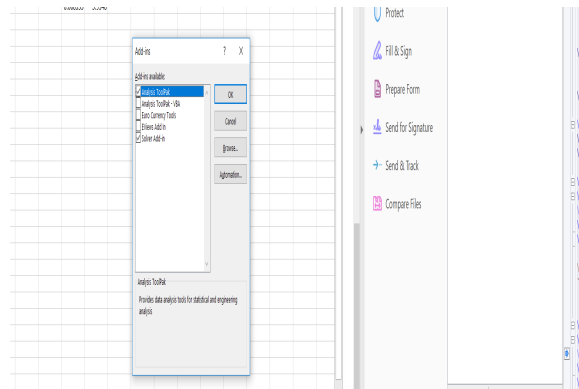 Add-ins
? X
Add-ins available:
Analysis ToolPak
Analysis ToolPak - VBA
Euro Currency Tools
EViews Add In
Solver Add-in
OK
Cancel
Browse...
Automation...
Analysis ToolPak
Provides data analysis tools for statistical and engineering
analysis
Protect
Fill & Sign
Prepare Form
Send for Signature
Send & Track
Compare Files